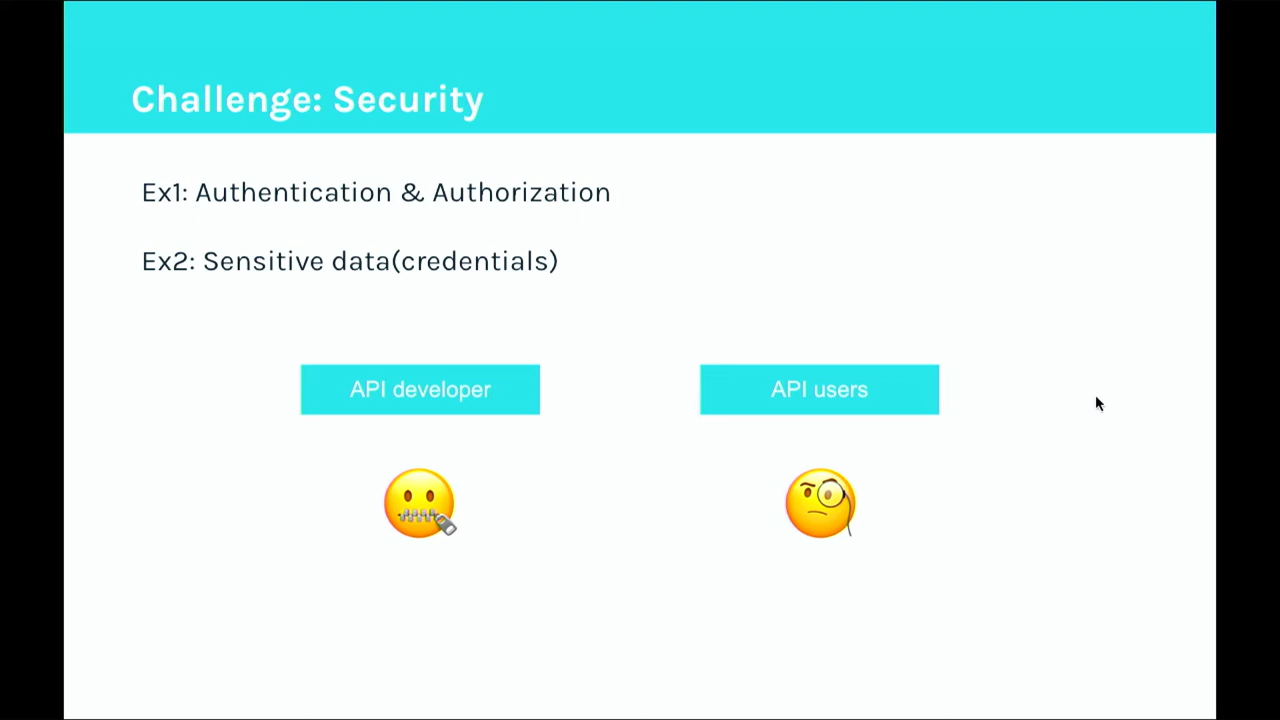 Challenge: Security
Ex1: Authentication & Authorization
Ex2: Sensitive data(credentials)
API developer
API users